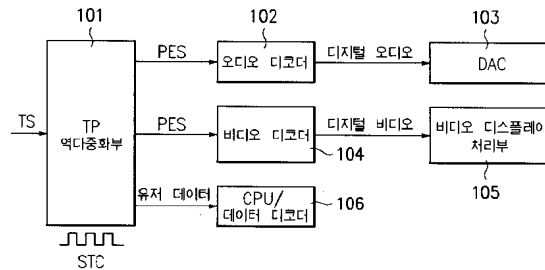 101
102
103
PES
오디오 디코더
디지털 오디오
DAC
TS
TP
역다중화부
PES
비디오 디코더
디지털 비디오
비디오 디스플레이
처리부
104
105
유저 데이터
CPU/
데이터 디코더
106
STC